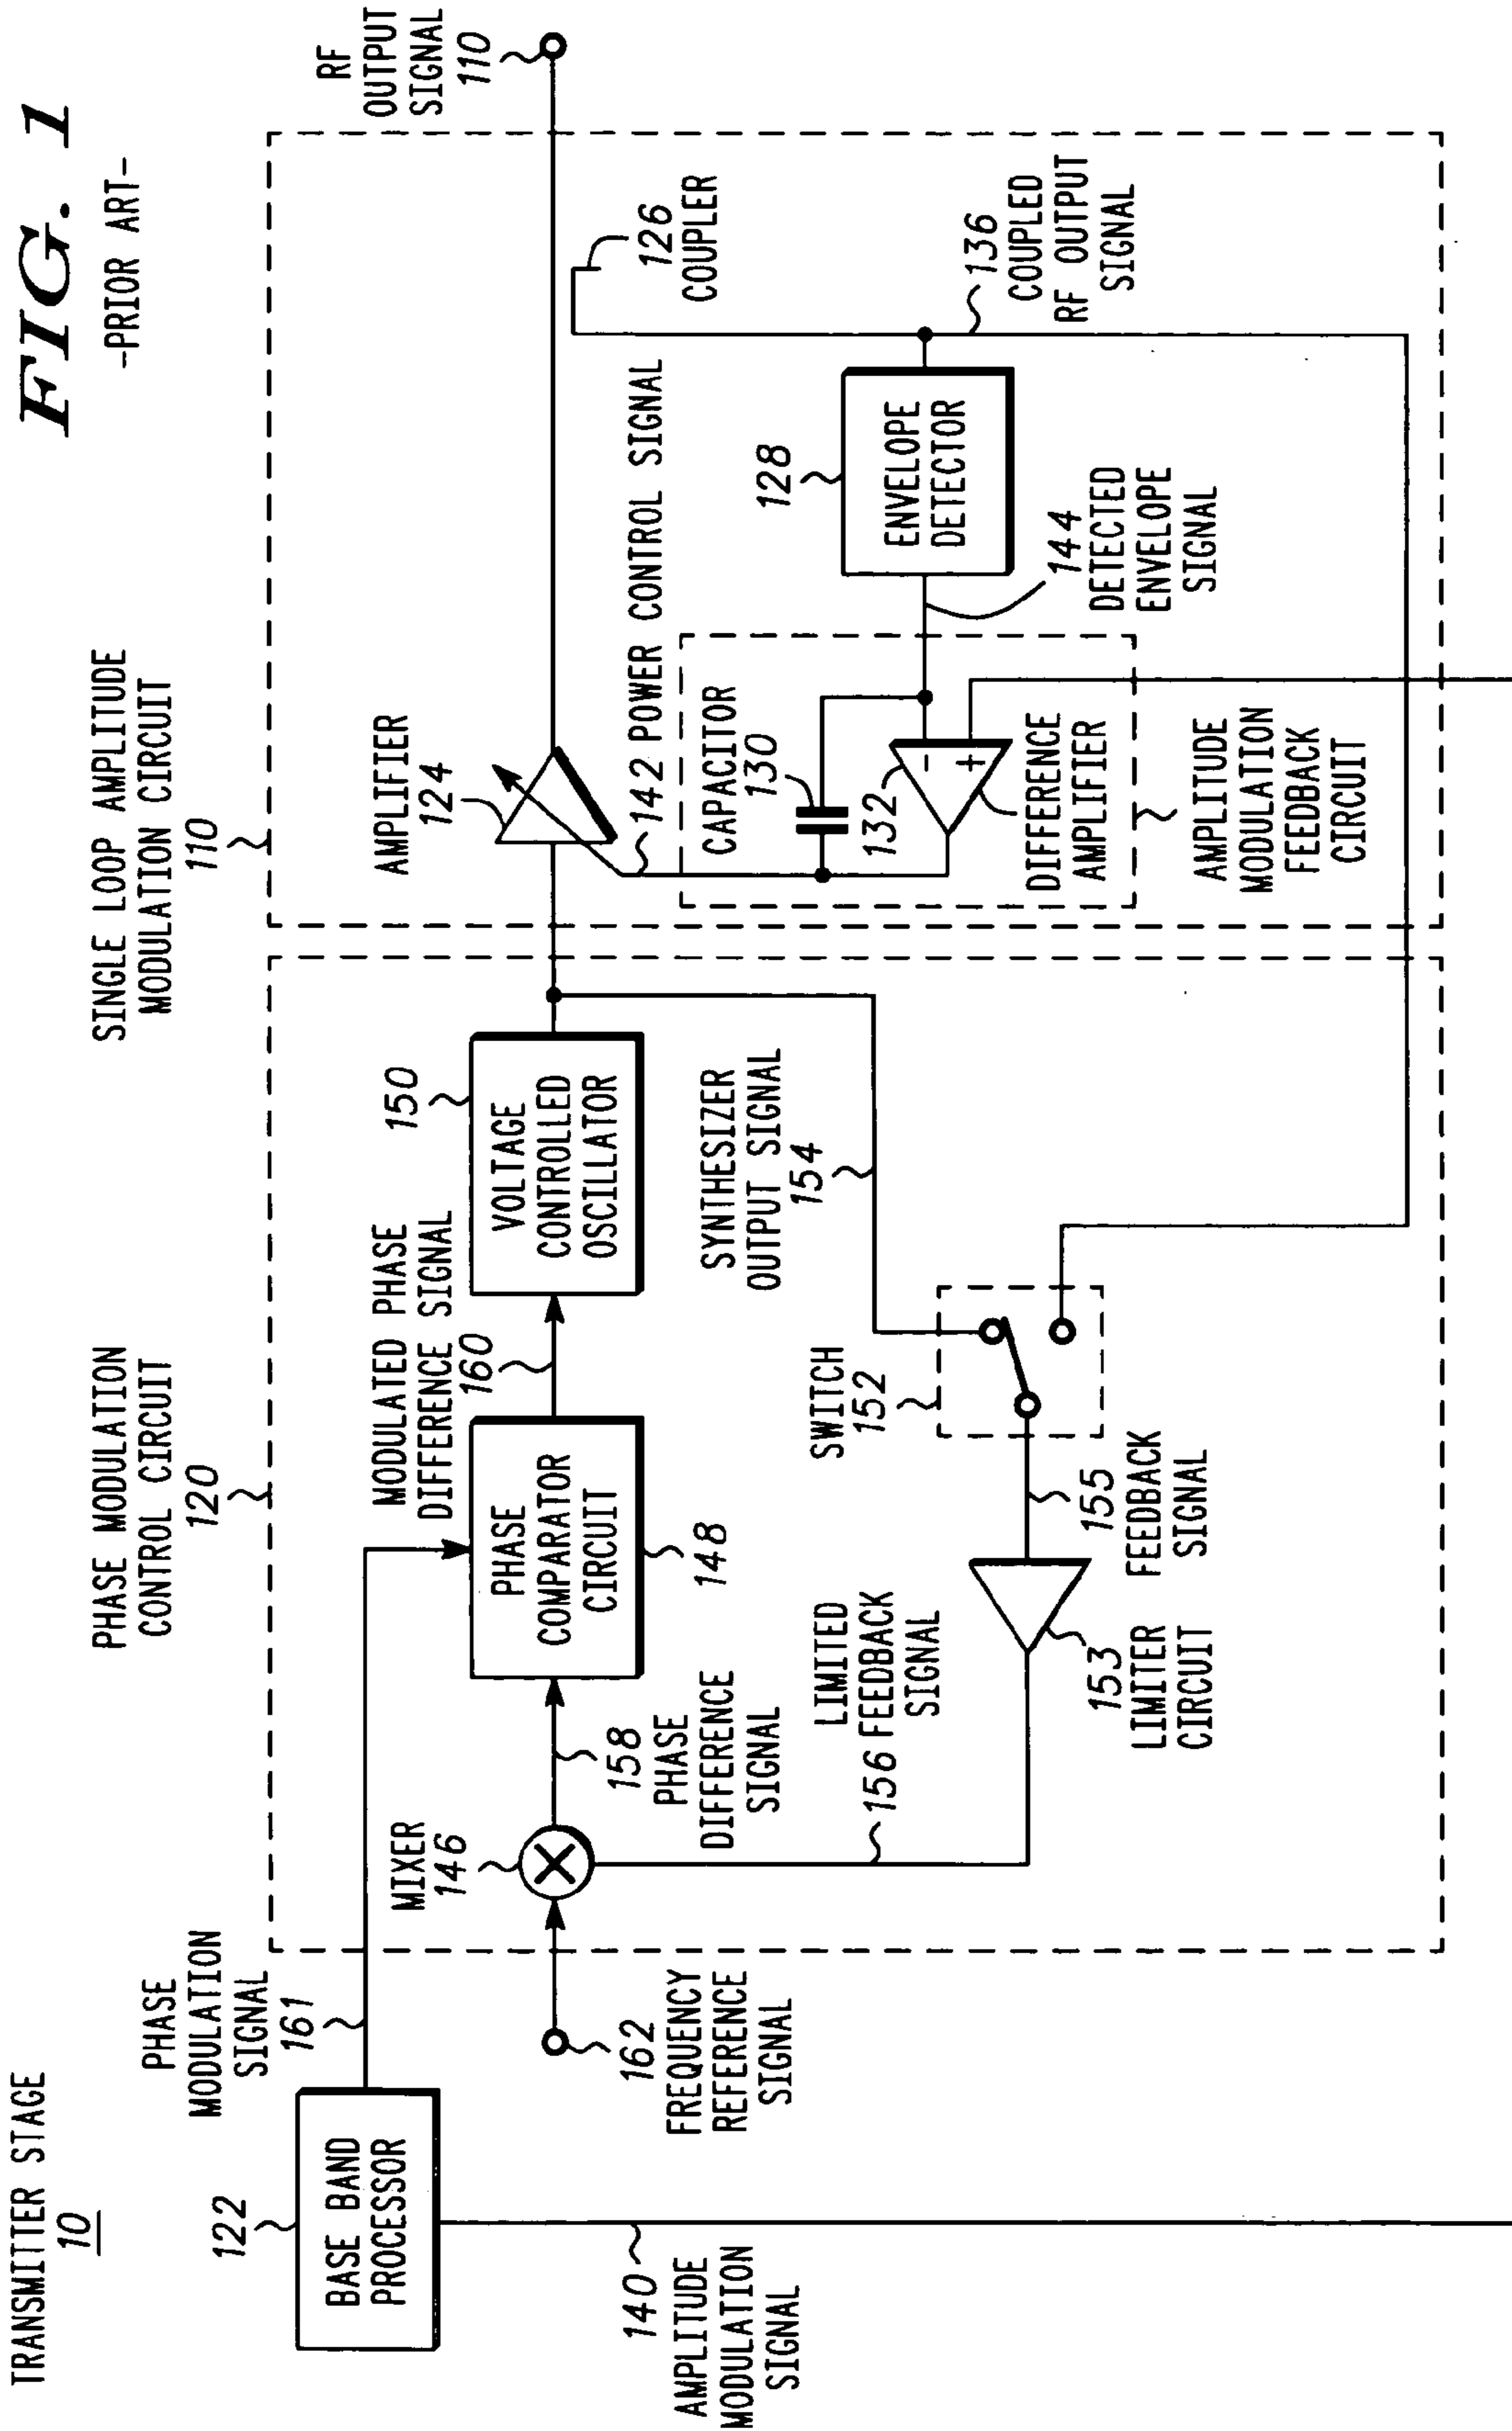 FIG. 1
-PRIOR ART-
TRANSMITTER STAGE
10
PHASE MODULATION
CONTROL CIRCUIT
120
SINGLE LOOP AMPLITUDE
MODULATION CIRCUIT
110
RF
OUTPUT
SIGNAL
110
122
BASE BAND
PROCESSOR
PHASE
MODULATION
SIGNAL
161
140
AMPLITUDE
MODULATION
SIGNAL
162
FREQUENCY
REFERENCE
SIGNAL
MIXER
146
158
PHASE
DIFFERENCE
SIGNAL
PHASE
COMPARATOR
CIRCUIT
148
MODULATED PHASE
DIFFERENCE SIGNAL
160
150
VOLTAGE
CONTROLLED
OSCILLATOR
SYNTHESIZER
OUTPUT SIGNAL
154
SWITCH
152
155
FEEDBACK
SIGNAL
153
LIMITER
CIRCUIT
LIMITED
156 FEEDBACK
SIGNAL
AMPLIFIER
124
142 POWER CONTROL SIGNAL
126
COUPLER
136
COUPLED
RF OUTPUT
SIGNAL
128
ENVELOPE
DETECTOR
144
DETECTED
ENVELOPE
SIGNAL
CAPACITOR
130
132
-
+
DIFFERENCE
AMPLIFIER
AMPLITUDE
MODULATION
FEEDBACK
CIRCUIT